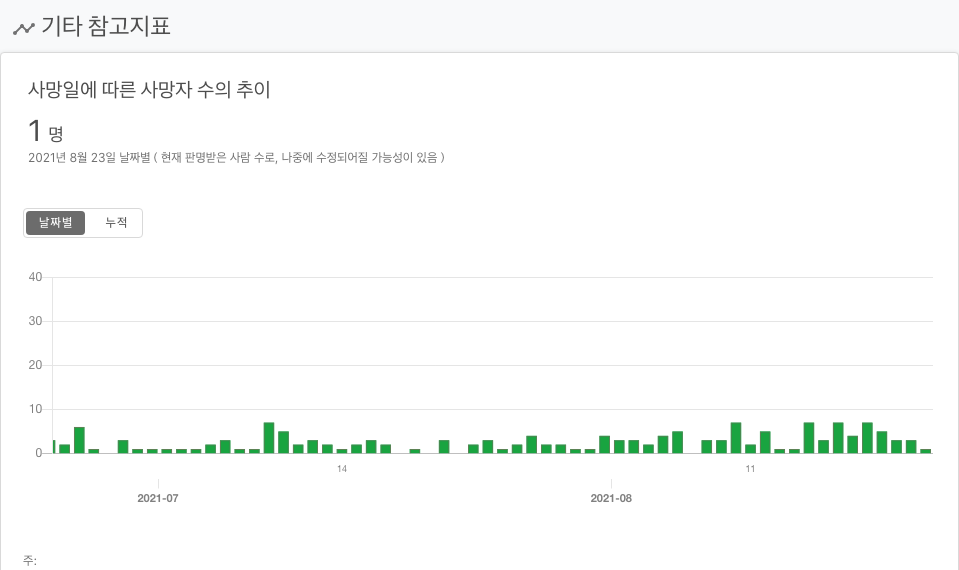 기타 참고지표
사망일에 따른 사망자 수의 추이
1 명
2021년 8월 23일 날짜별 ( 현재 판명받은 사람 수로, 나중에 수정되어질 가능성이 있음 )
날짜별 누적
40
30
20
10
0
14 11
2021-07 2021-08
주: